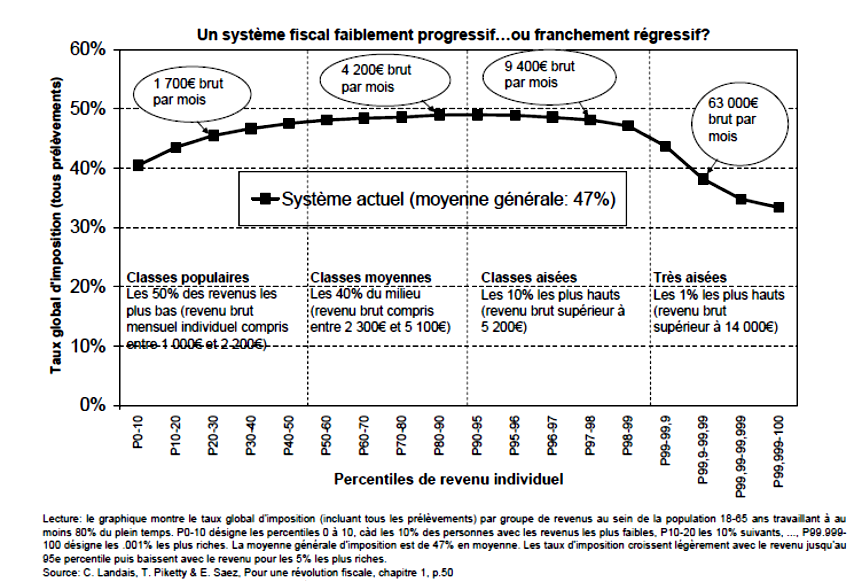 Un système fiscal faiblement progressif…ou franchement régressif?
Taux global d'imposition (tous prélèvements)
60%
50%
40%
30%
20%
10%
0%
1 700€ brut
par mois
4 200€ brut
par mois
9 400€ brut
par mois
63 000€
brut par
mois
Système actuel (moyenne générale: 47%)
Classes populaires
Les 50% des revenus les
plus bas (revenu brut
mensuel individuel compris
entre 1 000€ et 2 200€)
Classes moyennes
Les 40% du milieu
(revenu brut compris
entre 2 300€ et 5 100€)
Classes aisées
Les 10% les plus hauts
(revenu brut supérieur à
5 200€)
Très aisées
Les 1% les plus hauts
(revenu brut
supérieur à 14 000€)
P0-10
P10-20
P20-30
P30-40
P40-50
P50-60
P60-70
P70-80
P80-90
P90-95
P95-96
P96-97
P97-98
P98-99
P99-99,9
P99,9-99,99
P99,99-99,999
P99,999-100
Percentiles de revenu individuel
Lecture: le graphique montre le taux global d'imposition (incluant tous les prélèvements) par groupe de revenus au sein de la population 18-65 ans travaillant à au
moins 80% du plein temps. P0-10 désigne les percentiles 0 à 10, càd les 10% des personnes avec les revenus les plus faibles, P10-20 les 10% suivants, ..., P99.999-
100 désigne les .001% les plus riches. La moyenne générale d'imposition est de 47% en moyenne. Les taux d'imposition croissent légèrement avec le revenu jusqu'au
95e percentile puis baissent avec le revenu pour les 5% les plus riches.
Source: C. Landais, T. Piketty & E. Saez, Pour une révolution fiscale, chapitre 1, p.50